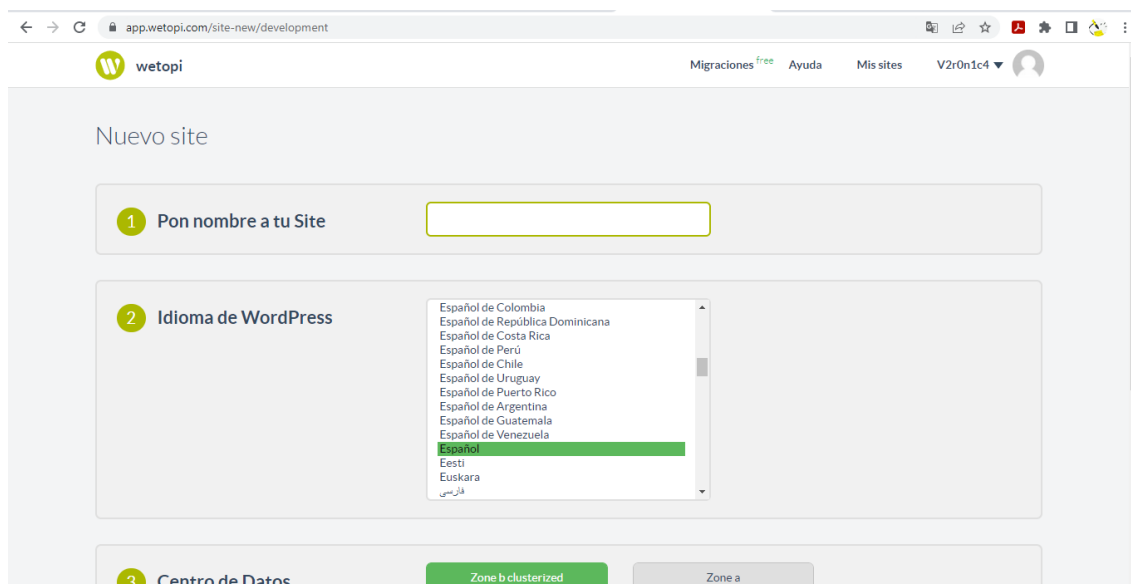 app.wetopi.com/site-new/development
wetopi
Migraciones free Ayuda Mis sites V2r0n1c4
Nuevo site
1 Pon nombre a tu Site
2 Idioma de WordPress
Español de Colombia
Español de República Dominicana
Español de Costa Rica
Español de Perú
Español de Chile
Español de Uruguay
Español de Puerto Rico
Español de Argentina
Español de Guatemala
Español de Venezuela
Español
Eesti
Euskara
فارسی
3 Centro de Datos Zone b clusterized Zone a